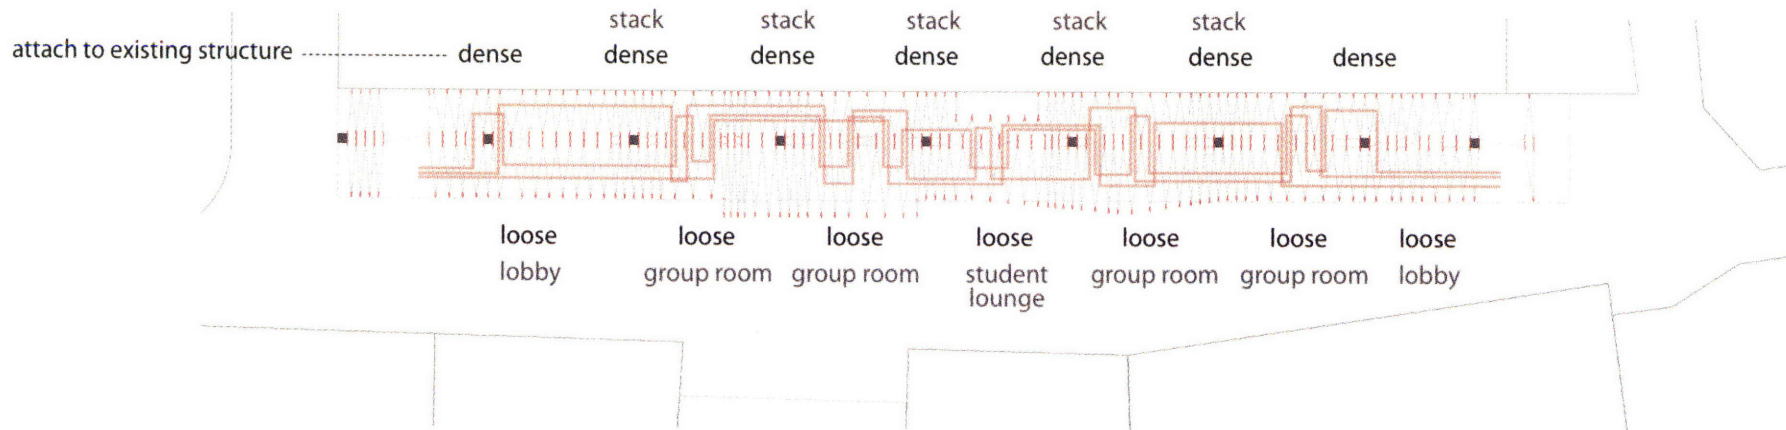 stack stack stack stack stack
attach to existing structure dense dense dense dense dense dense dense
loose loose loose loose loose loose loose
lobby group room group room student group room group room lobby
lounge